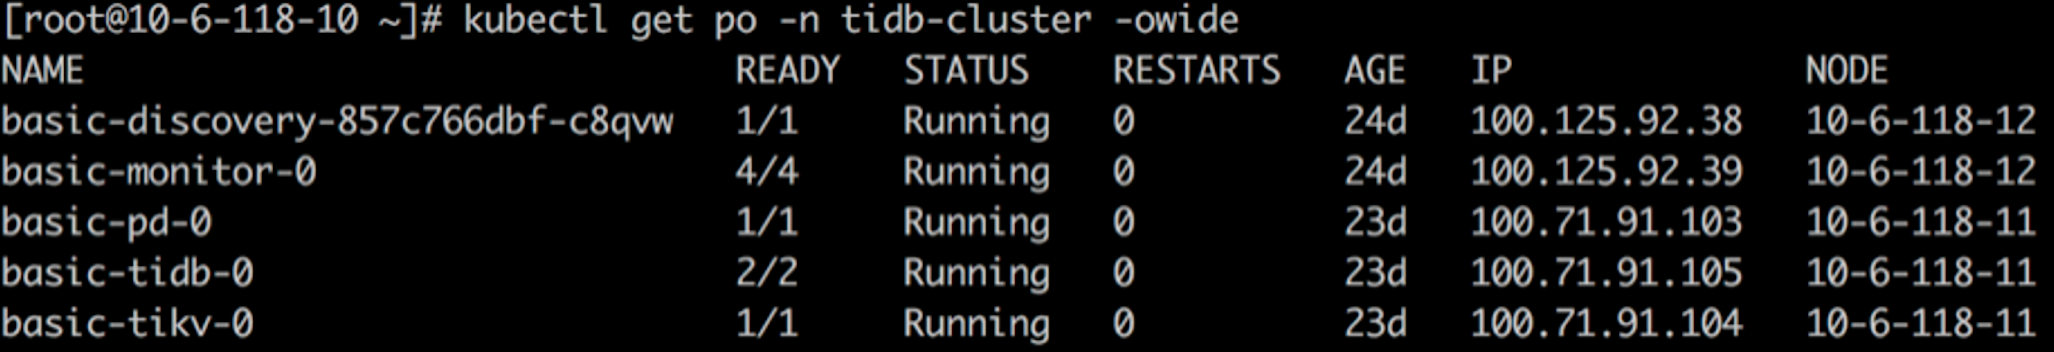 [root@10-6-118-10 ~]# kubectl get po -n tidb-cluster -owide
NAME READY STATUS RESTARTS AGE IP NODE
basic-discovery-857c766dbf-c8qvw 1/1 Running 0 24d 100.125.92.38 10-6-118-12
basic-monitor-0 4/4 Running 0 24d 100.125.92.39 10-6-118-12
basic-pd-0 1/1 Running 0 23d 100.71.91.103 10-6-118-11
basic-tidb-0 2/2 Running 0 23d 100.71.91.105 10-6-118-11
basic-tikv-0 1/1 Running 0 23d 100.71.91.104 10-6-118-11